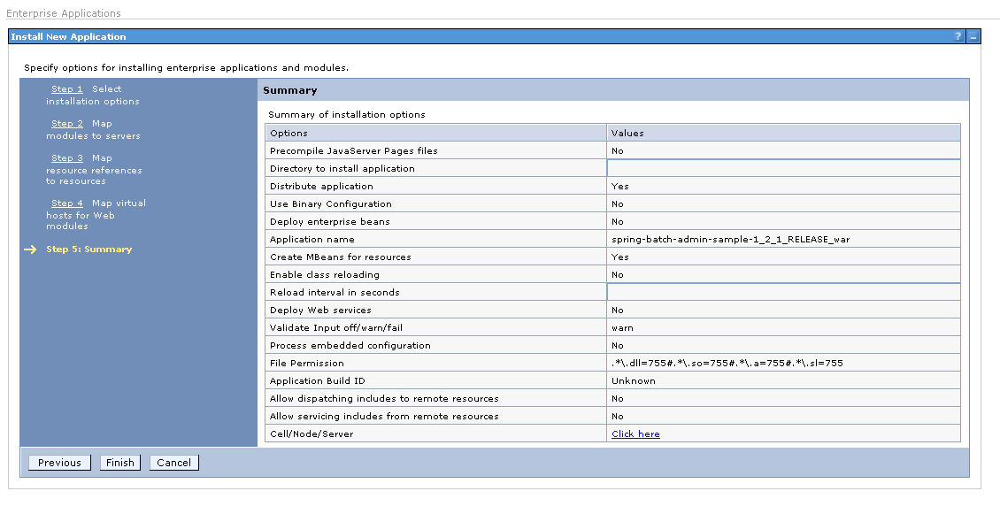 Enterprise Applications
Install New Application ? –
Specify options for installing enterprise applications and modules.
Step 1 Select
installation options
Step 2 Map
modules to servers
Step 3 Map
resource references
to resources
Step 4 Map virtual
hosts for Web
modules
Step 5: Summary
Summary
Summary of installation options
Options Values
Precompile JavaServer Pages files No
Directory to install application
Distribute application Yes
Use Binary Configuration No
Deploy enterprise beans No
Application name spring-batch-admin-sample-1_2_1_RELEASE_war
Create MBeans for resources Yes
Enable class reloading No
Reload interval in seconds
Deploy Web services No
Validate Input off/warn/fail warn
Process embedded configuration No
File Permission .*\.dll=755#.*\.so=755#.*\.a=755#.*\.sl=755
Application Build ID Unknown
Allow dispatching includes to remote resources No
Allow servicing includes from remote resources No
Cell/Node/Server Click here
Previous Finish Cancel